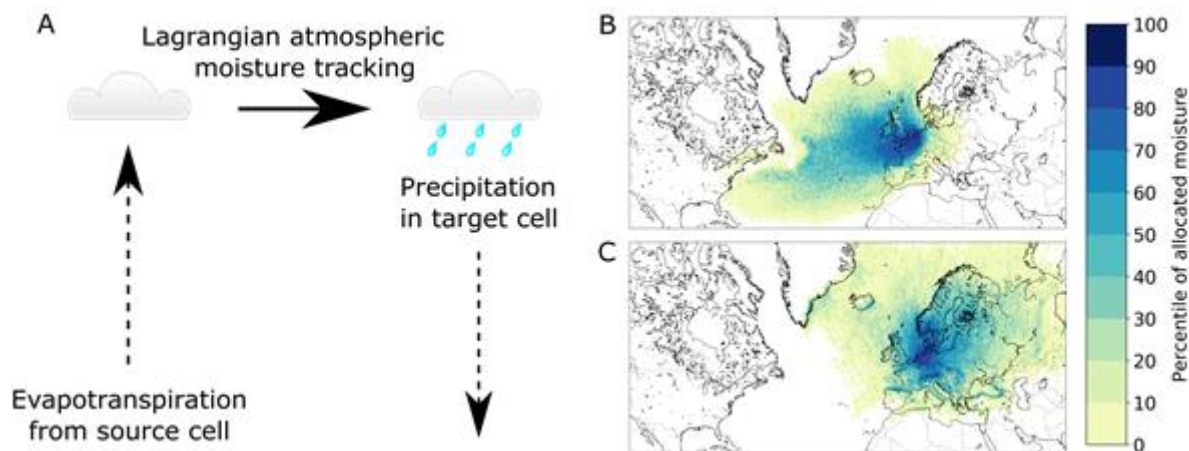 A
Lagrangian atmospheric
moisture tracking
Precipitation
in target cell
Evapotranspiration
from source cell
B
C
100
90
80
70
60
50
40
30
20
10
0
Percentile of allocated moisture